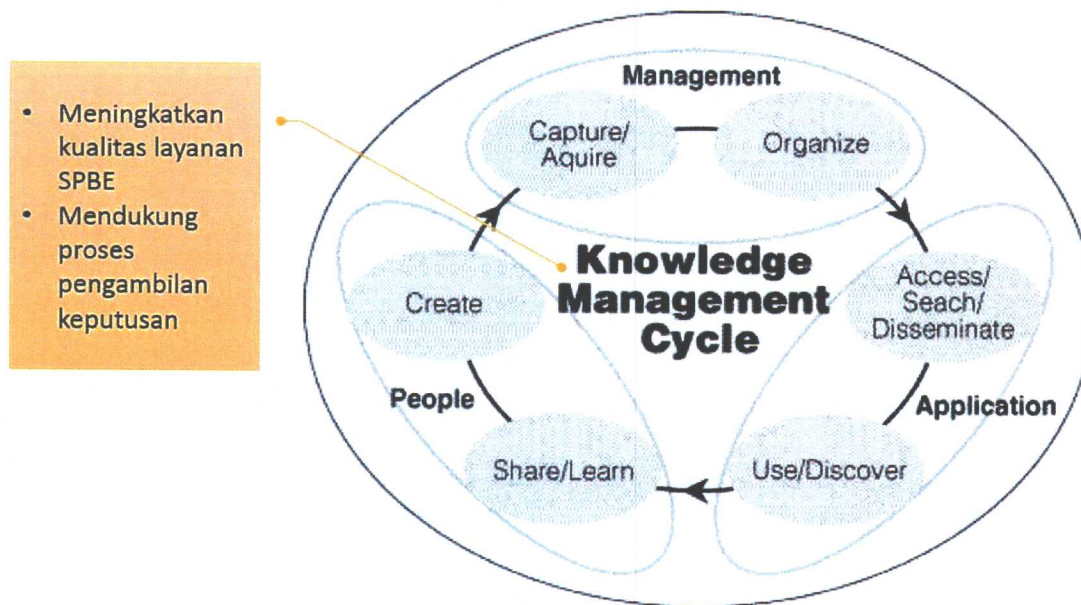 • Meningkatkan
kualitas layanan
SPBE
• Mendukung
proses
pengambilan
keputusan
Management
Capture/
Aquire
Organize
Knowledge
Management
Cycle
Create
Access/
Seach/
Disseminate
People
Application
Share/Learn
Use/Discover